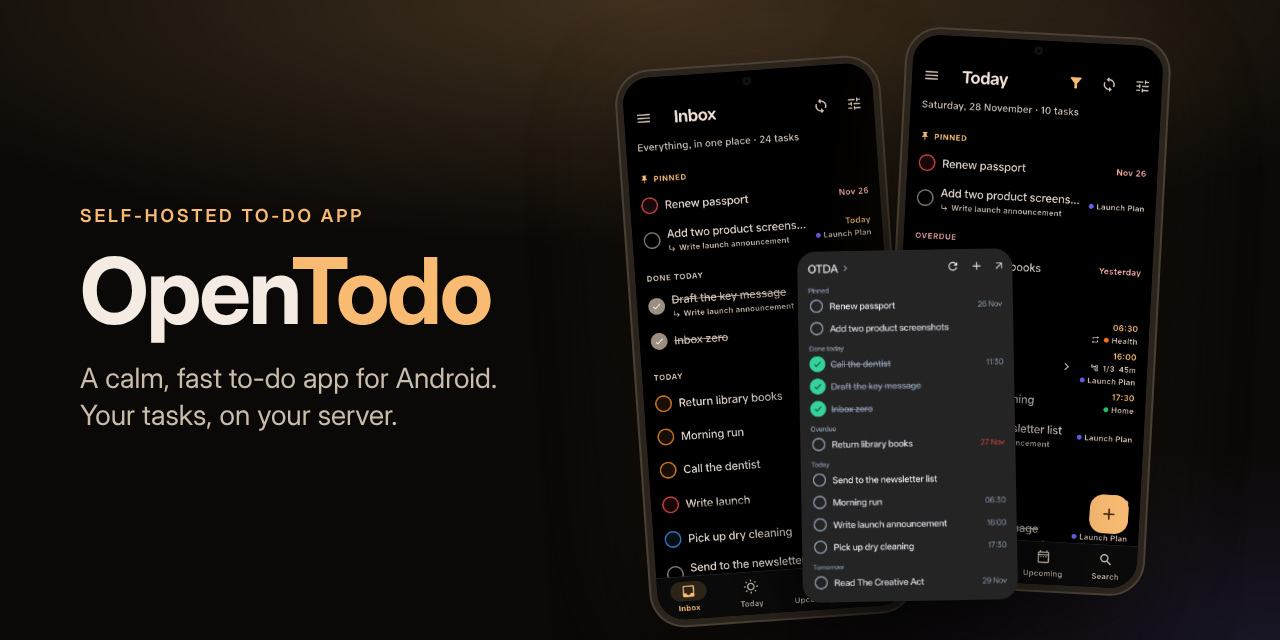 SELF-HOSTED TO-DO APP
OpenTodo
A calm, fast to-do app for Android.
Your tasks, on your server.
Inbox
Everything, in one place · 24 tasks
PINNED
Renew passport
Nov 26
Add two product screens...
Today
↳ Write launch announcement
Launch Plan
DONE TODAY
Draft the key message
↳ Write launch announcement
Inbox zero
TODAY
Return library books
Morning run
Call the dentist
Write launch
Pick up dry cleaning
Send to the newsletter
Inbox
Today
Today
Saturday, 28 November · 10 tasks
PINNED
Renew passport
Nov 26
Add two product screens...
Launch Plan
↳ Write launch announcement
OVERDUE
books
Yesterday
06:30
Health
16:00
1/3 45m
Launch Plan
17:30
Home
Launch Plan
+
Launch Plan
Upcoming
Search
OTDA >
Pinned
Renew passport
26 Nov
Add two product screenshots
Done today
Call the dentist
11:30
Draft the key message
Inbox zero
Overdue
Return library books
27 Nov
Today
Send to the newsletter list
Morning run
06:30
Write launch announcement
16:00
Pick up dry cleaning
17:30
Tomorrow
Read The Creative Act
29 Nov